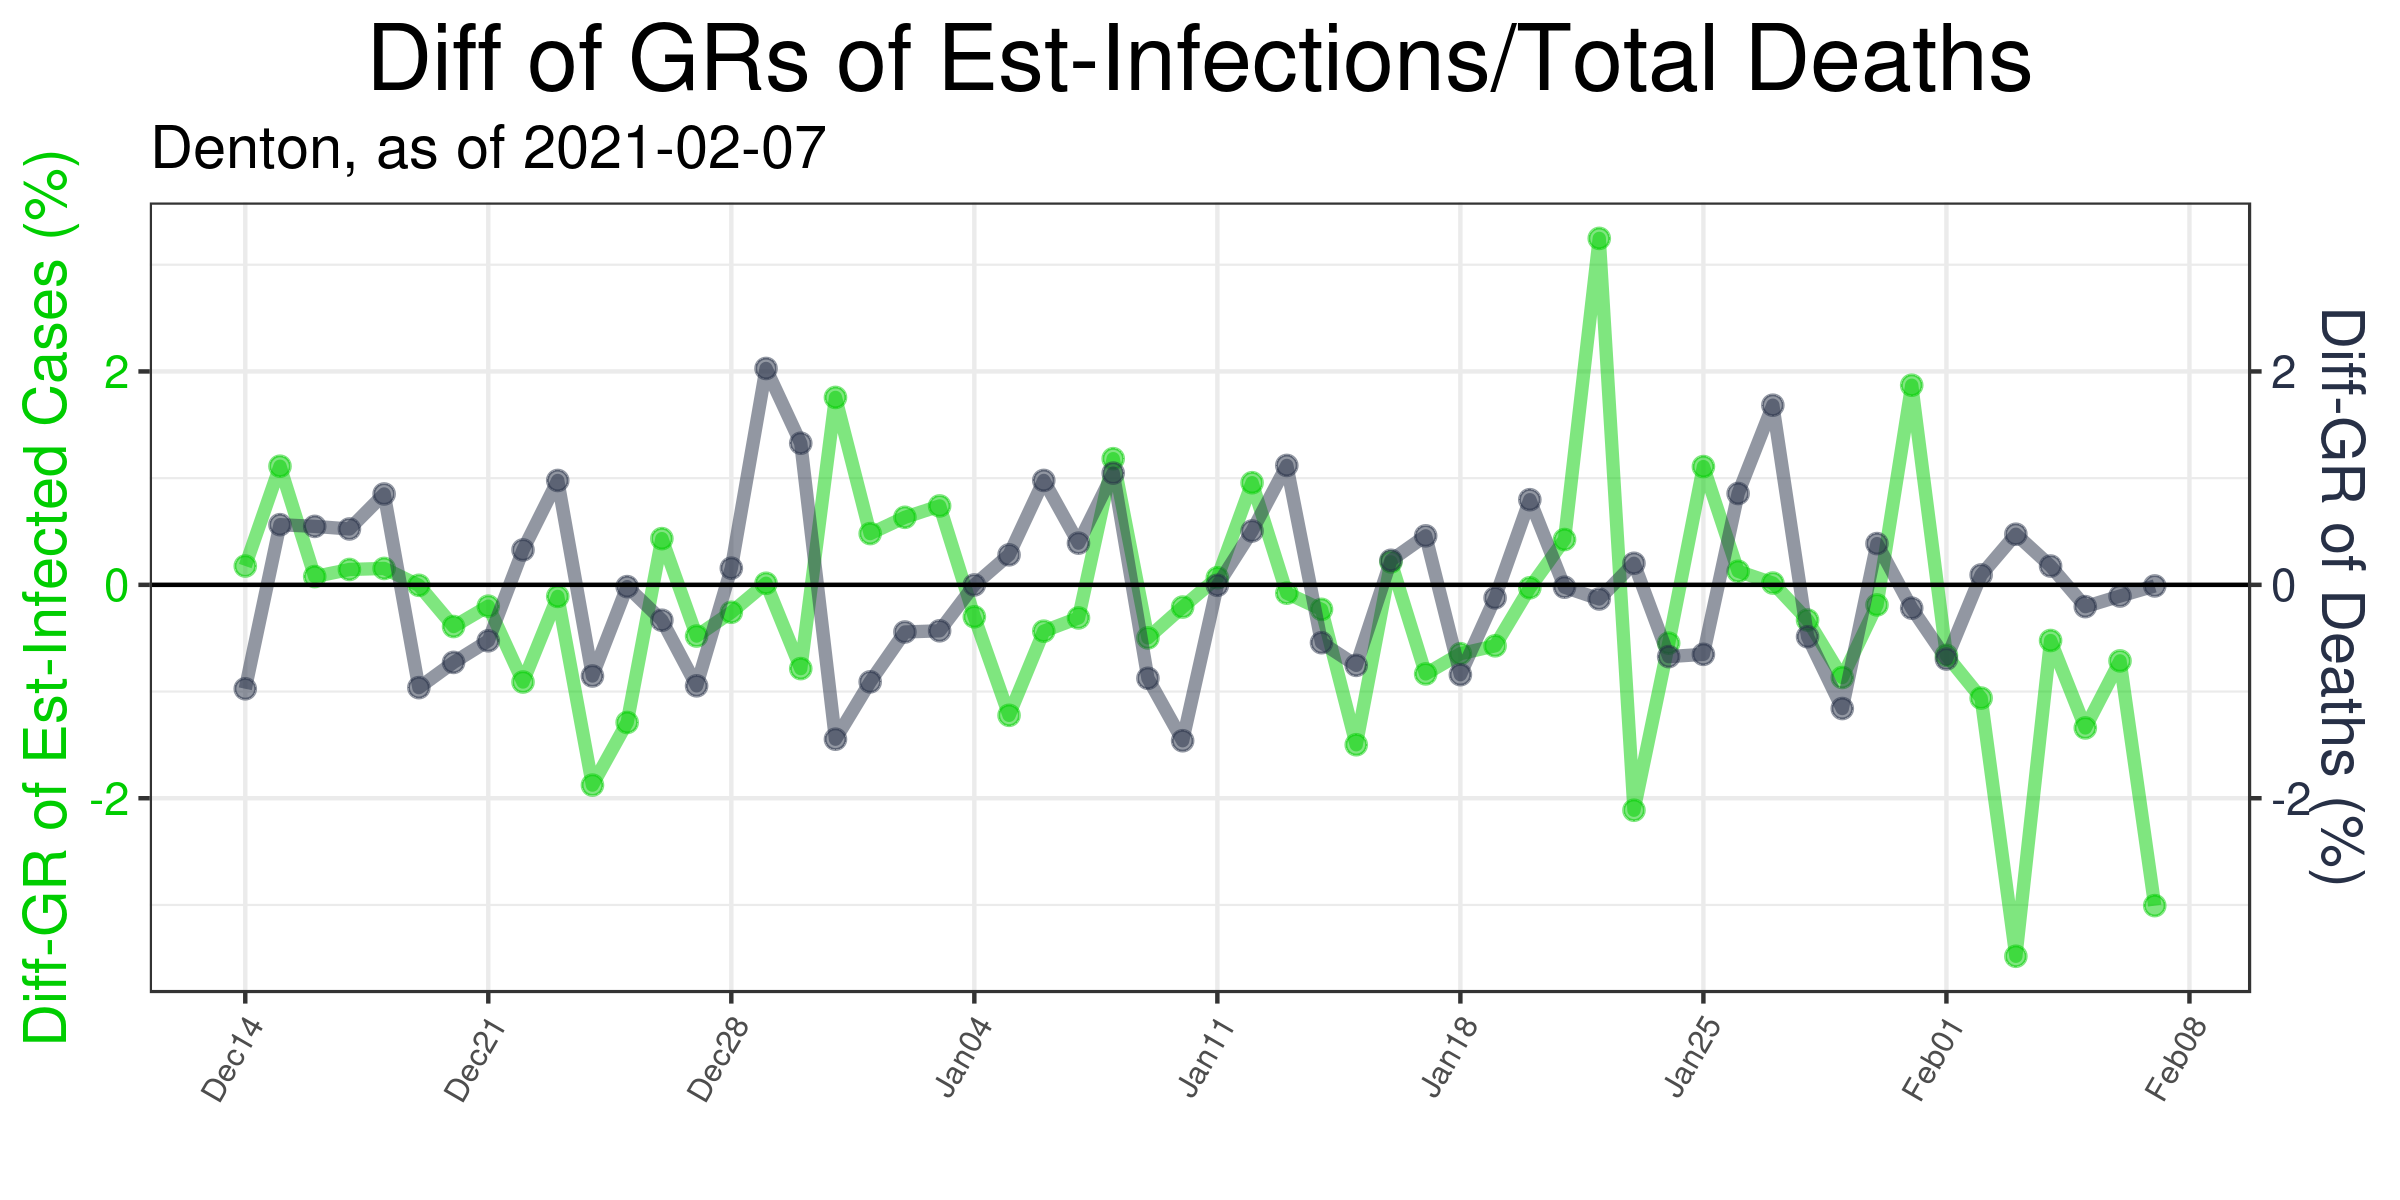 Diff of GRs of Est-Infections/Total Deaths
Denton, as of 2021-02-07
Diff-GR of Est-Infected Cases (%)
2
0
-2
2
0
-2
Diff-GR of Deaths (%)
Dec14
Dec21
Dec28
Jan04
Jan11
Jan18
Jan25
Feb01
Feb08